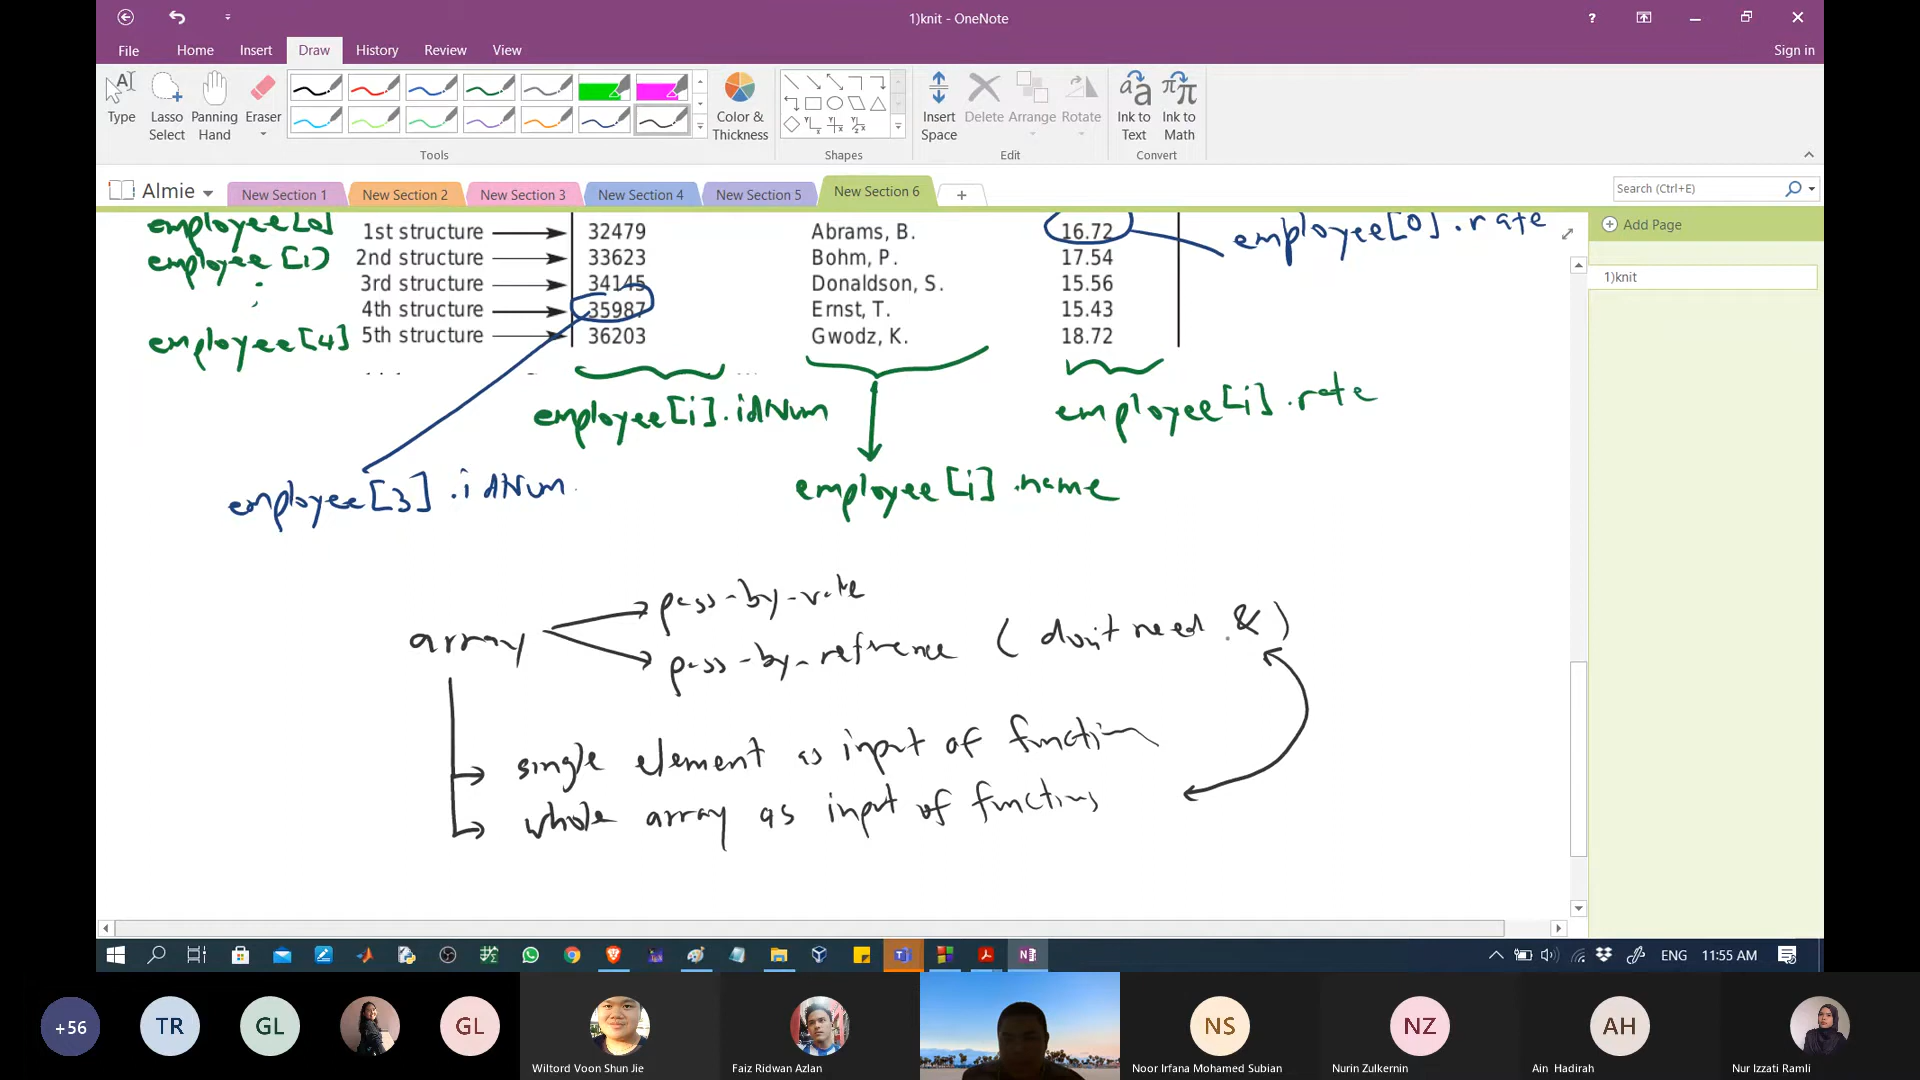 1)knit - OneNote
?
File Home Insert Draw History Review View Sign in
Type
Lasso Select
Panning Hand
Eraser
Color & Thickness
Insert Space
Delete
Arrange
Rotate
Ink to Text
Ink to Math
Tools Shapes Edit Convert
Almie New Section 1 New Section 2 New Section 3 New Section 4 New Section 5 New Section 6 + Search (Ctrl+E)
Add Page
1)knit
employee[0] 1st structure 32479 Abrams, B. 16.72 employee[0].rate
employee[i] 2nd structure 33623 Bohm, P. 17.54
3rd structure 34145 Donaldson, S. 15.56
4th structure 35987 Ernst, T. 15.43
employee[4] 5th structure 36203 Gwodz, K. 18.72
employee[i].idNum employee[i].rate
employee[3].idNum employee[i].name
pass-by-vale
array
pass-by-refrence (don't need &)
single element as input of function
whole array as input of functions
ENG 11:55 AM
+56 TR GL GL NS NZ AH
Wiltord Voon Shun Jie Faiz Ridwan Azlan Noor Irfana Mohamed Subian Nurin Zulkernin Ain Hadirah Nur Izzati Ramli